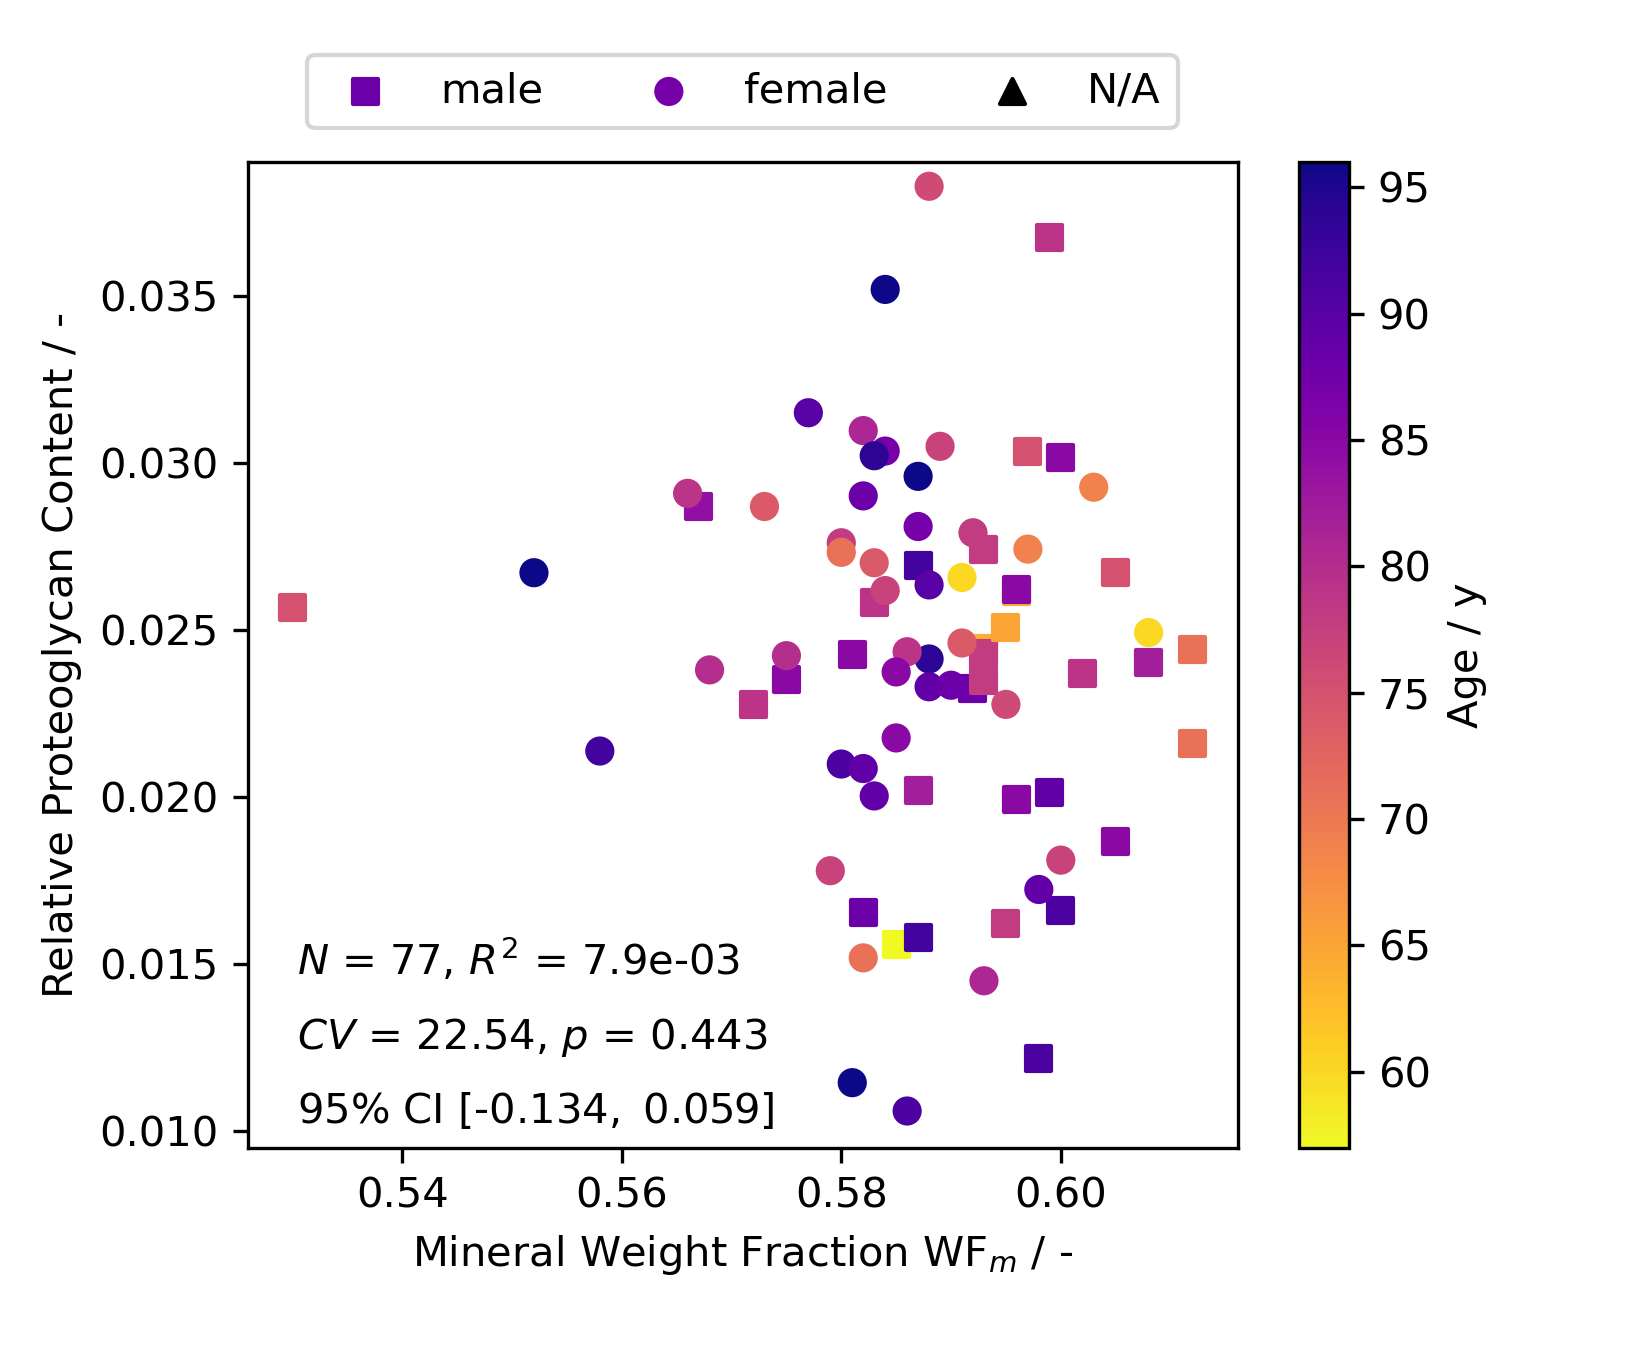 male female N/A
Relative Proteoglycan Content / -
0.035
0.030
0.025
0.020
0.015
0.010
N = 77, R² = 7.9e-03
CV = 22.54, p = 0.443
95% CI [-0.134, 0.059]
0.54 0.56 0.58 0.60
Mineral Weight Fraction WFₘ / -
95
90
85
80
75
70
65
60
Age / y